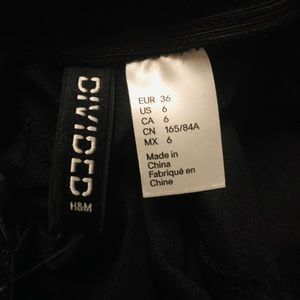 DIVIDED
H&M
EUR 36
US 6
CA 6
CN 165/84A
MX 6
Made in
China
Fabriqué en
Chine